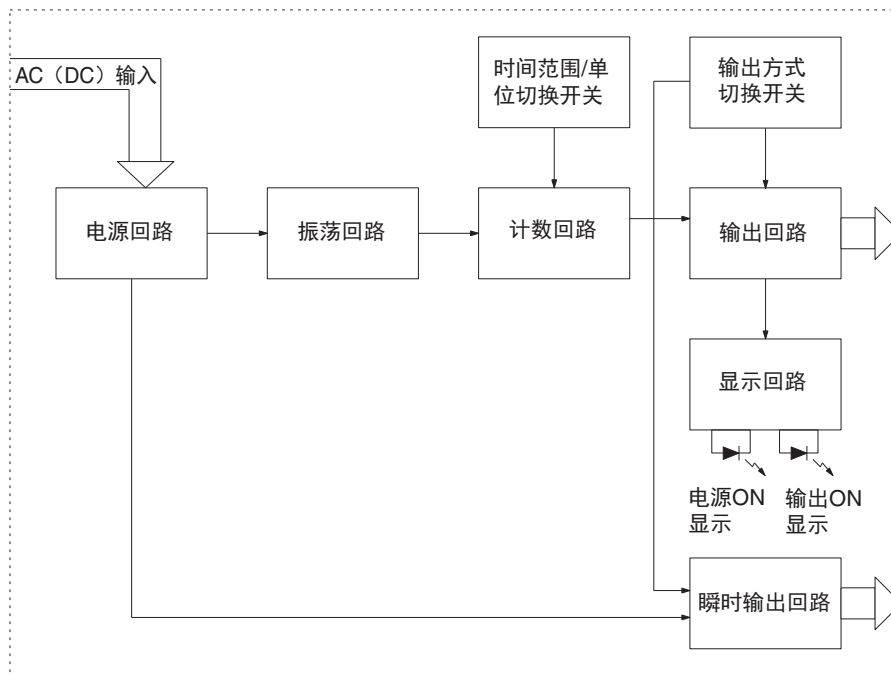 AC（DC）输入
时间范围/单
位切换开关
输出方式
切换开关
电源回路
振荡回路
计数回路
输出回路
显示回路
电源ON
显示
输出ON
显示
瞬时输出回路